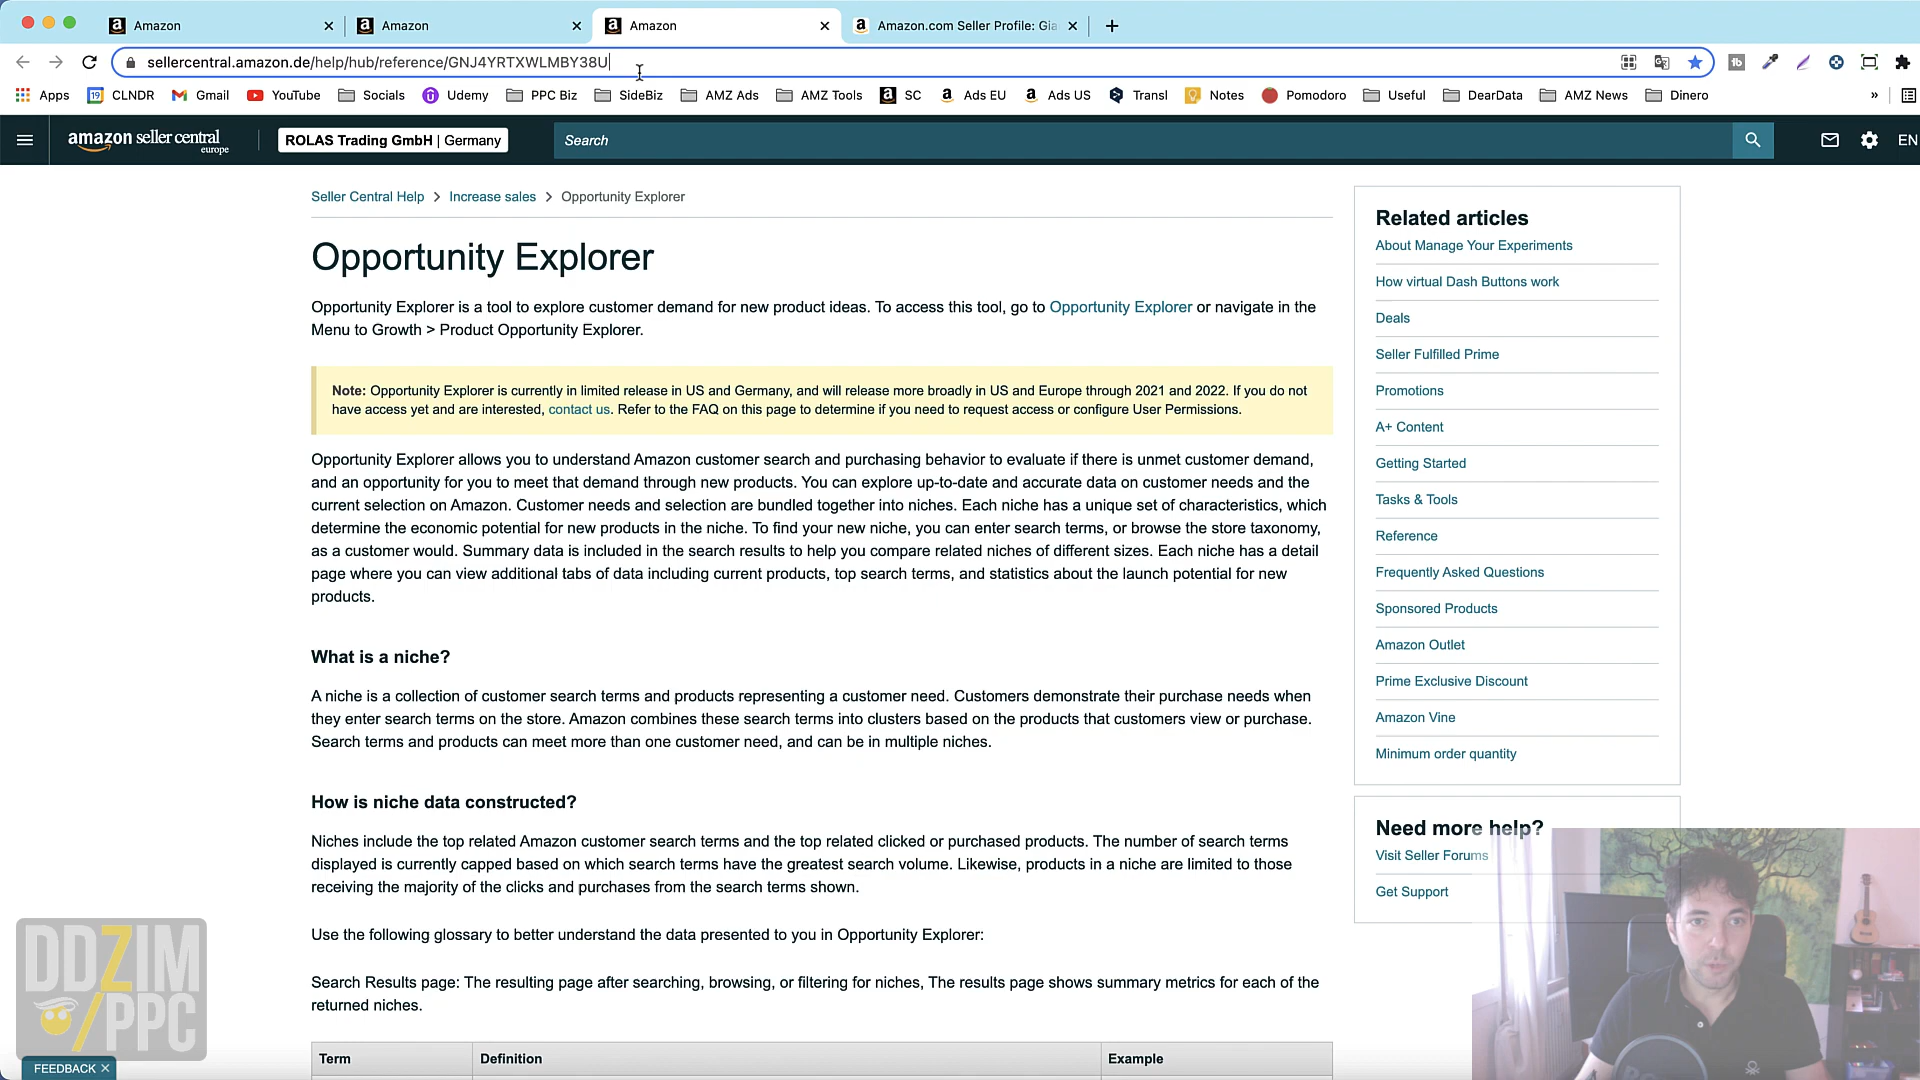 Amazon
Amazon
Amazon
Amazon.com Seller Profile: Gia
sellercentral.amazon.de/help/hub/reference/GNJ4YRTXWLMBY38U
Apps
19
CLNDR
Gmail
YouTube
Socials
Udemy
PPC Biz
SideBiz
AMZ Ads
AMZ Tools
SC
Ads EU
Ads US
Transl
Notes
Pomodoro
Useful
DearData
AMZ News
Dinero
»
amazon seller central
europe
ROLAS Trading GmbH | Germany
Search
EN
Seller Central Help > Increase sales > Opportunity Explorer
Opportunity Explorer
Opportunity Explorer is a tool to explore customer demand for new product ideas. To access this tool, go to Opportunity Explorer or navigate in the
Menu to Growth > Product Opportunity Explorer.
Note: Opportunity Explorer is currently in limited release in US and Germany, and will release more broadly in US and Europe through 2021 and 2022. If you do not
have access yet and are interested, contact us. Refer to the FAQ on this page to determine if you need to request access or configure User Permissions.
Opportunity Explorer allows you to understand Amazon customer search and purchasing behavior to evaluate if there is unmet customer demand,
and an opportunity for you to meet that demand through new products. You can explore up-to-date and accurate data on customer needs and the
current selection on Amazon. Customer needs and selection are bundled together into niches. Each niche has a unique set of characteristics, which
determine the economic potential for new products in the niche. To find your new niche, you can enter search terms, or browse the store taxonomy,
as a customer would. Summary data is included in the search results to help you compare related niches of different sizes. Each niche has a detail
page where you can view additional tabs of data including current products, top search terms, and statistics about the launch potential for new
products.
What is a niche?
A niche is a collection of customer search terms and products representing a customer need. Customers demonstrate their purchase needs when
they enter search terms on the store. Amazon combines these search terms into clusters based on the products that customers view or purchase.
Search terms and products can meet more than one customer need, and can be in multiple niches.
How is niche data constructed?
Niches include the top related Amazon customer search terms and the top related clicked or purchased products. The number of search terms
displayed is currently capped based on which search terms have the greatest search volume. Likewise, products in a niche are limited to those
receiving the majority of the clicks and purchases from the search terms shown.
Use the following glossary to better understand the data presented to you in Opportunity Explorer:
Search Results page: The resulting page after searching, browsing, or filtering for niches, The results page shows summary metrics for each of the
returned niches.
Term
Definition
Example
Related articles
About Manage Your Experiments
How virtual Dash Buttons work
Deals
Seller Fulfilled Prime
Promotions
A+ Content
Getting Started
Tasks & Tools
Reference
Frequently Asked Questions
Sponsored Products
Amazon Outlet
Prime Exclusive Discount
Amazon Vine
Minimum order quantity
Need more help?
Visit Seller Forums
Get Support
DDZIM
/PPC
FEEDBACK ×